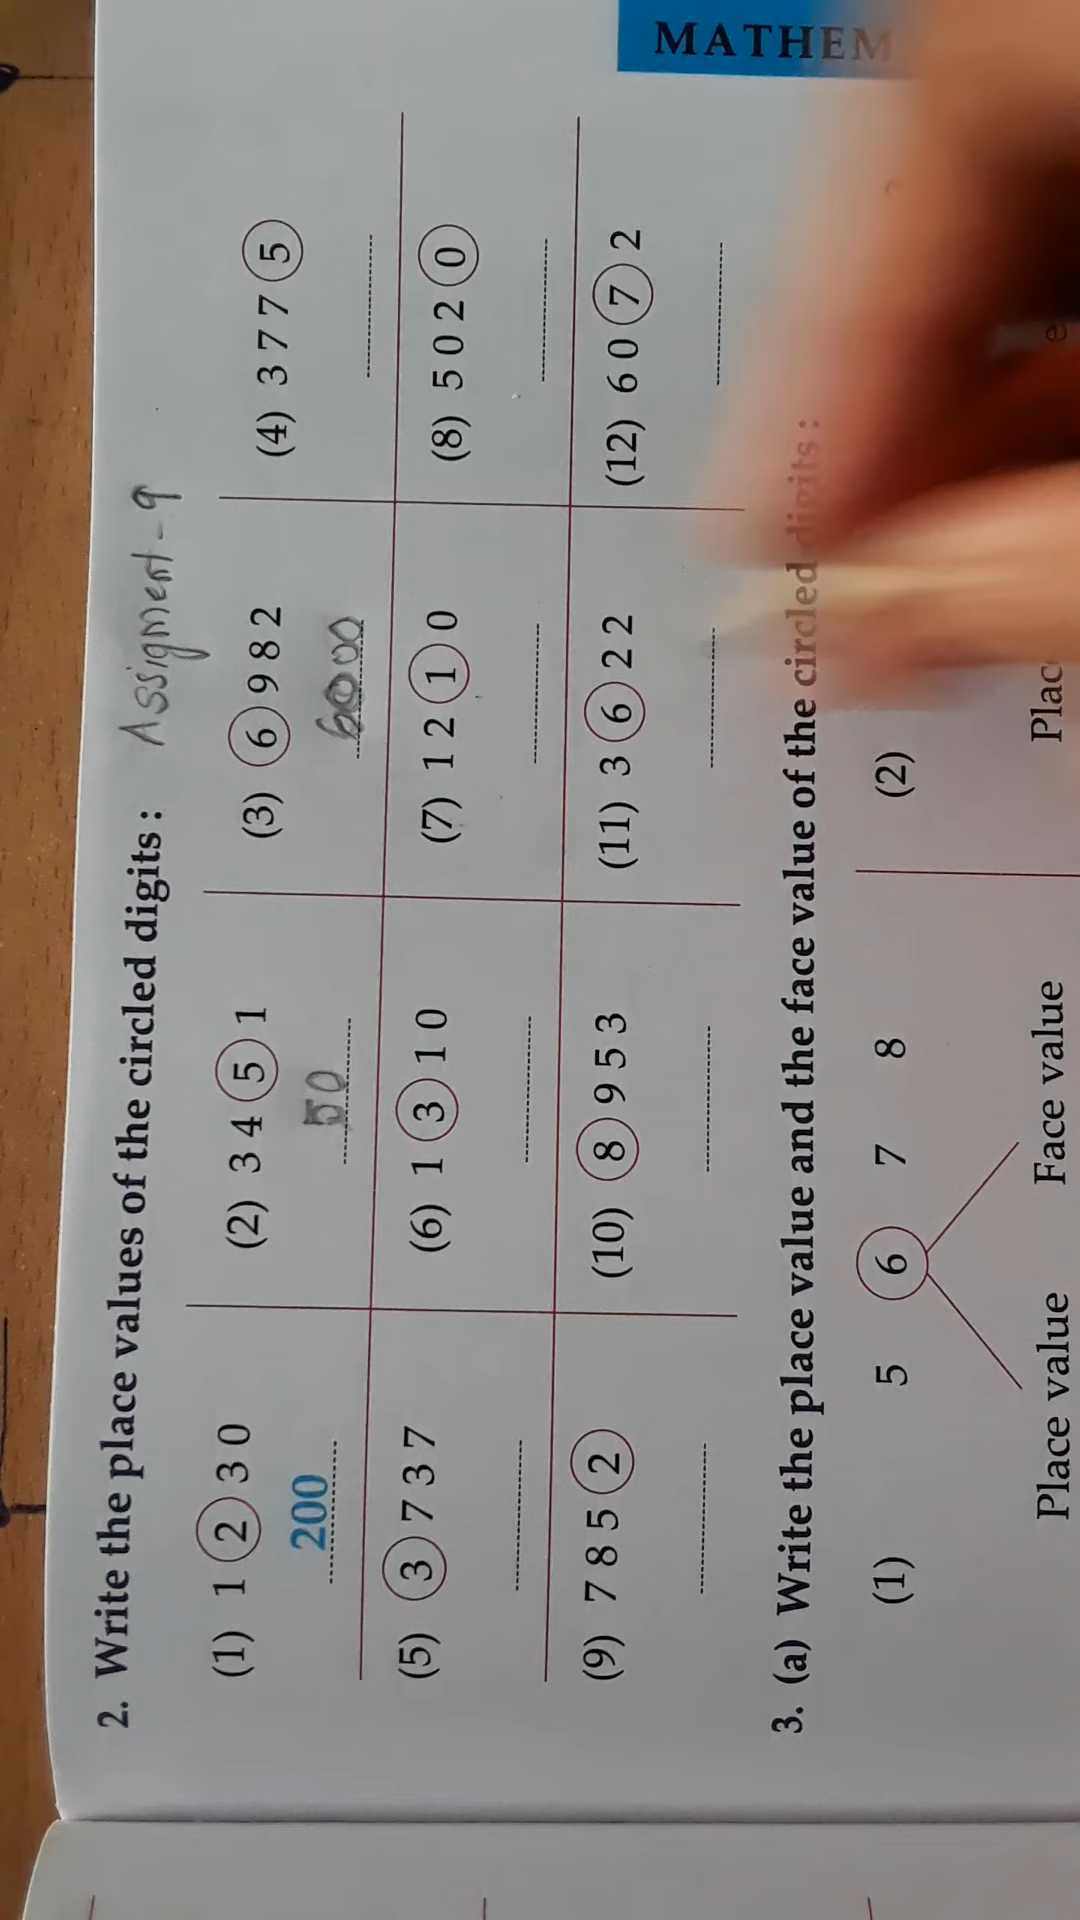 MATHEM
2. Write the place values of the circled digits : Assigment - 9
(1) 1 2 3 0 (2) 3 4 5 1 (3) 6 9 8 2 (4) 3 7 7 5
200 50 6000
(5) 3 7 3 7 (6) 1 3 1 0 (7) 1 2 1 0 (8) 5 0 2 0
(9) 7 8 5 2 (10) 8 9 5 3 (11) 3 6 2 2 (12) 6 0 7 2
3. (a) Write the place value and the face value of the circled digits :
(1) 5 6 7 8 (2)
Place value Face value Plac